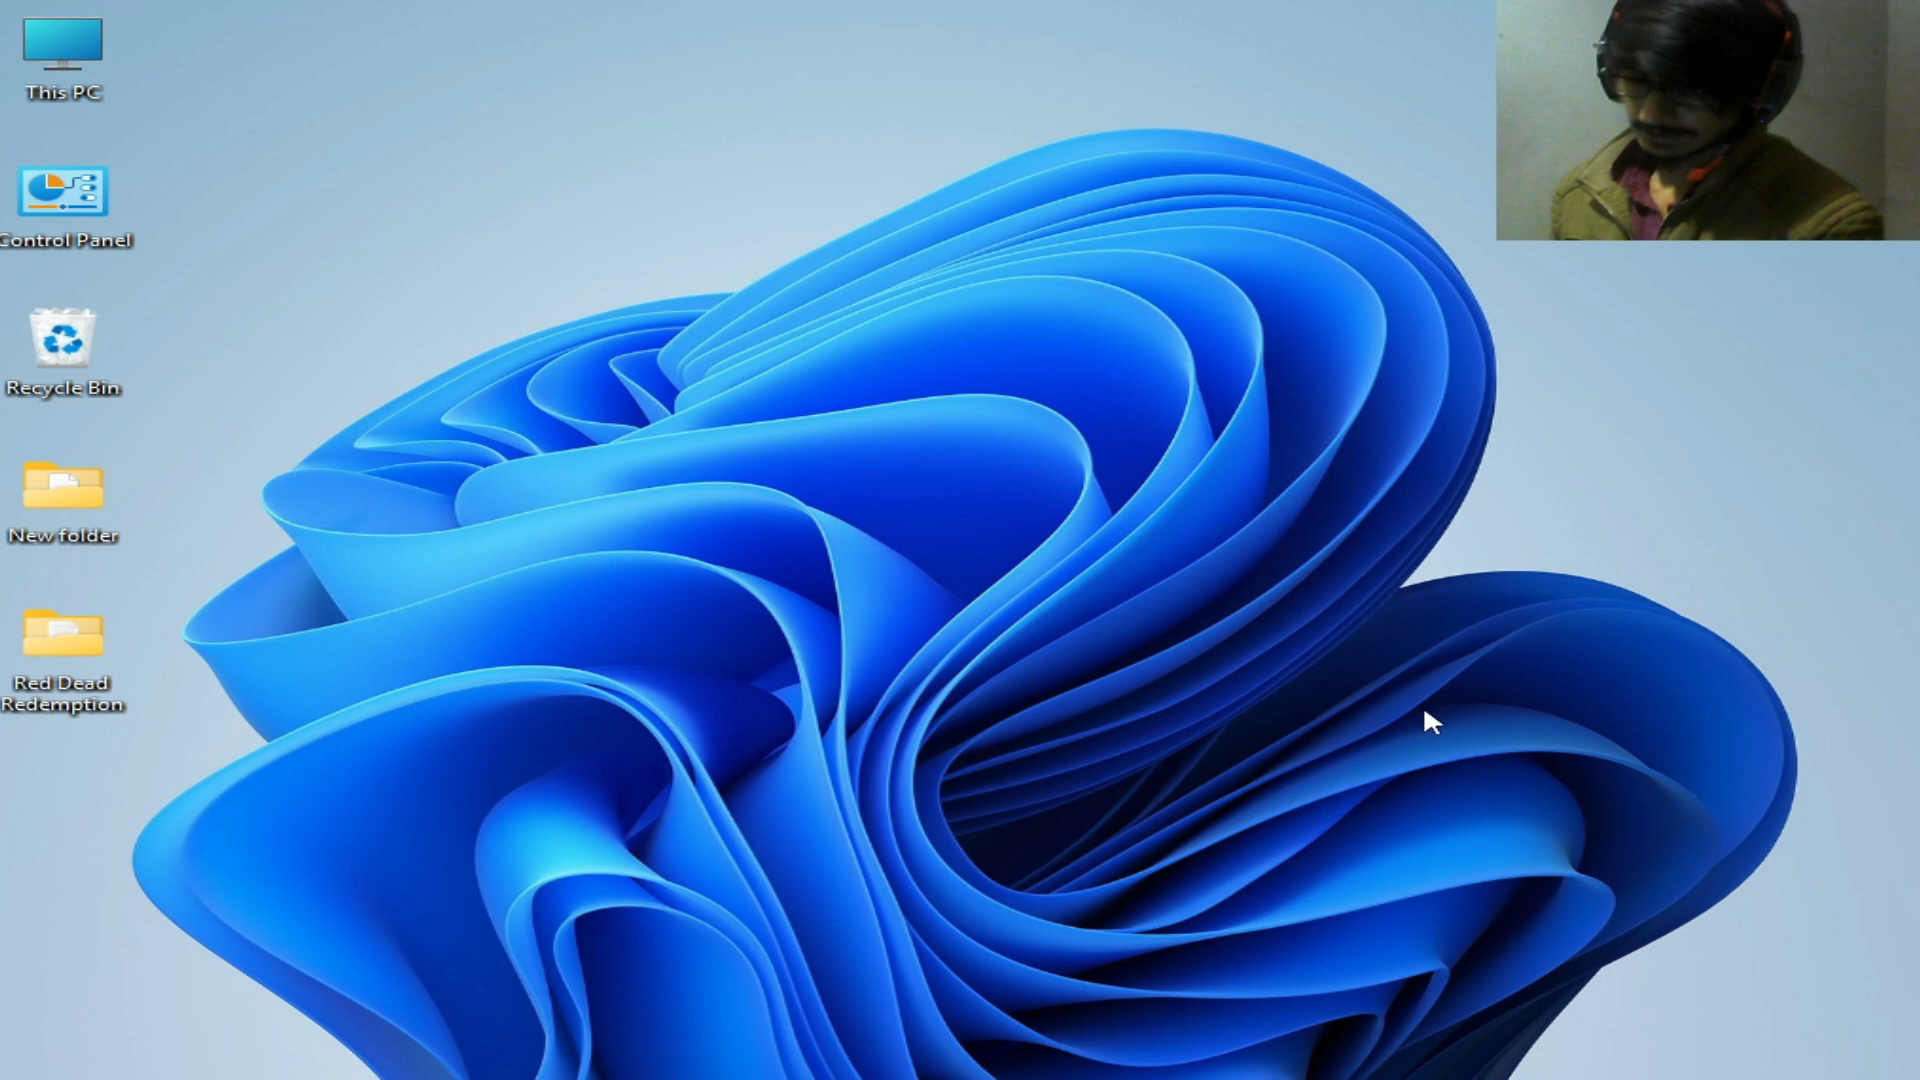 This PC
Control Panel
Recycle Bin
New folder
Red Dead
Redemption